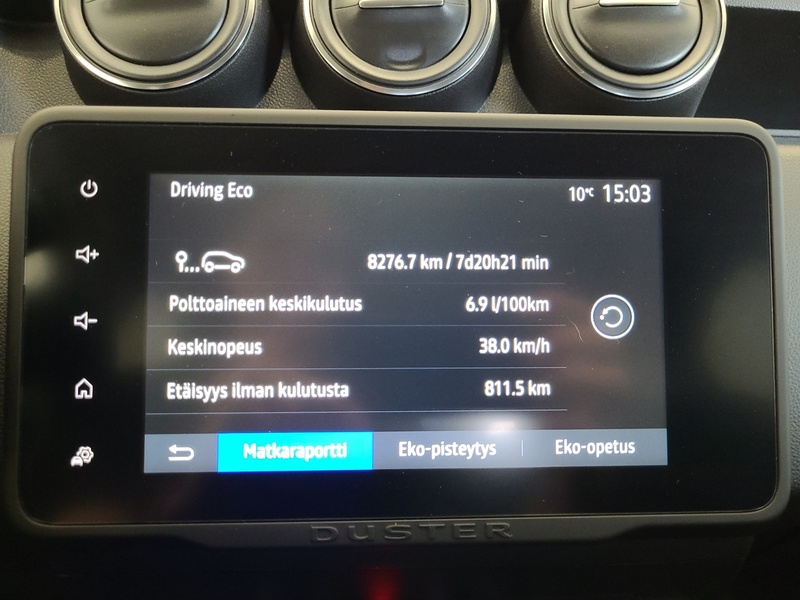 Driving Eco
10°C 15:03
8276.7 km / 7d20h21 min
Polttoaineen keskikulutus 6.9 l/100km
Keskinopeus 38.0 km/h
Etäisyys ilman kulutusta 811.5 km
Matkaraportti Eko-pisteytys Eko-opetus
DUSTER